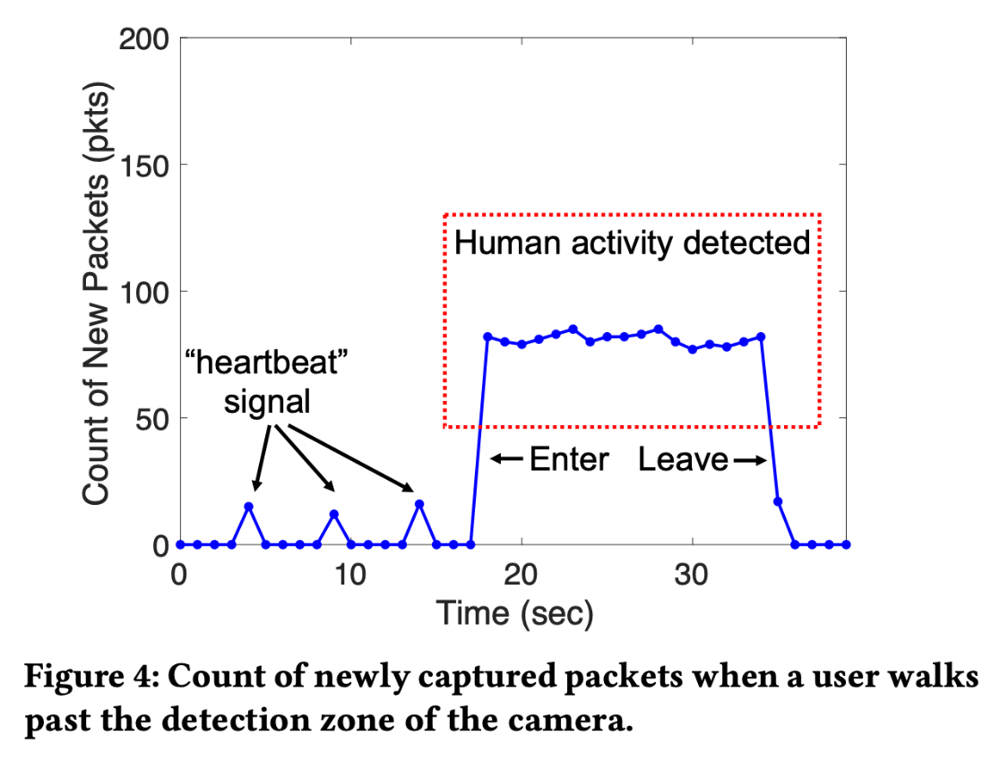 200
150
100
50
0
Count of New Packets (pkts)
Human activity detected
“heartbeat”
signal
Enter
Leave
0
10
20
30
Time (sec)
Figure 4: Count of newly captured packets when a user walks
past the detection zone of the camera.